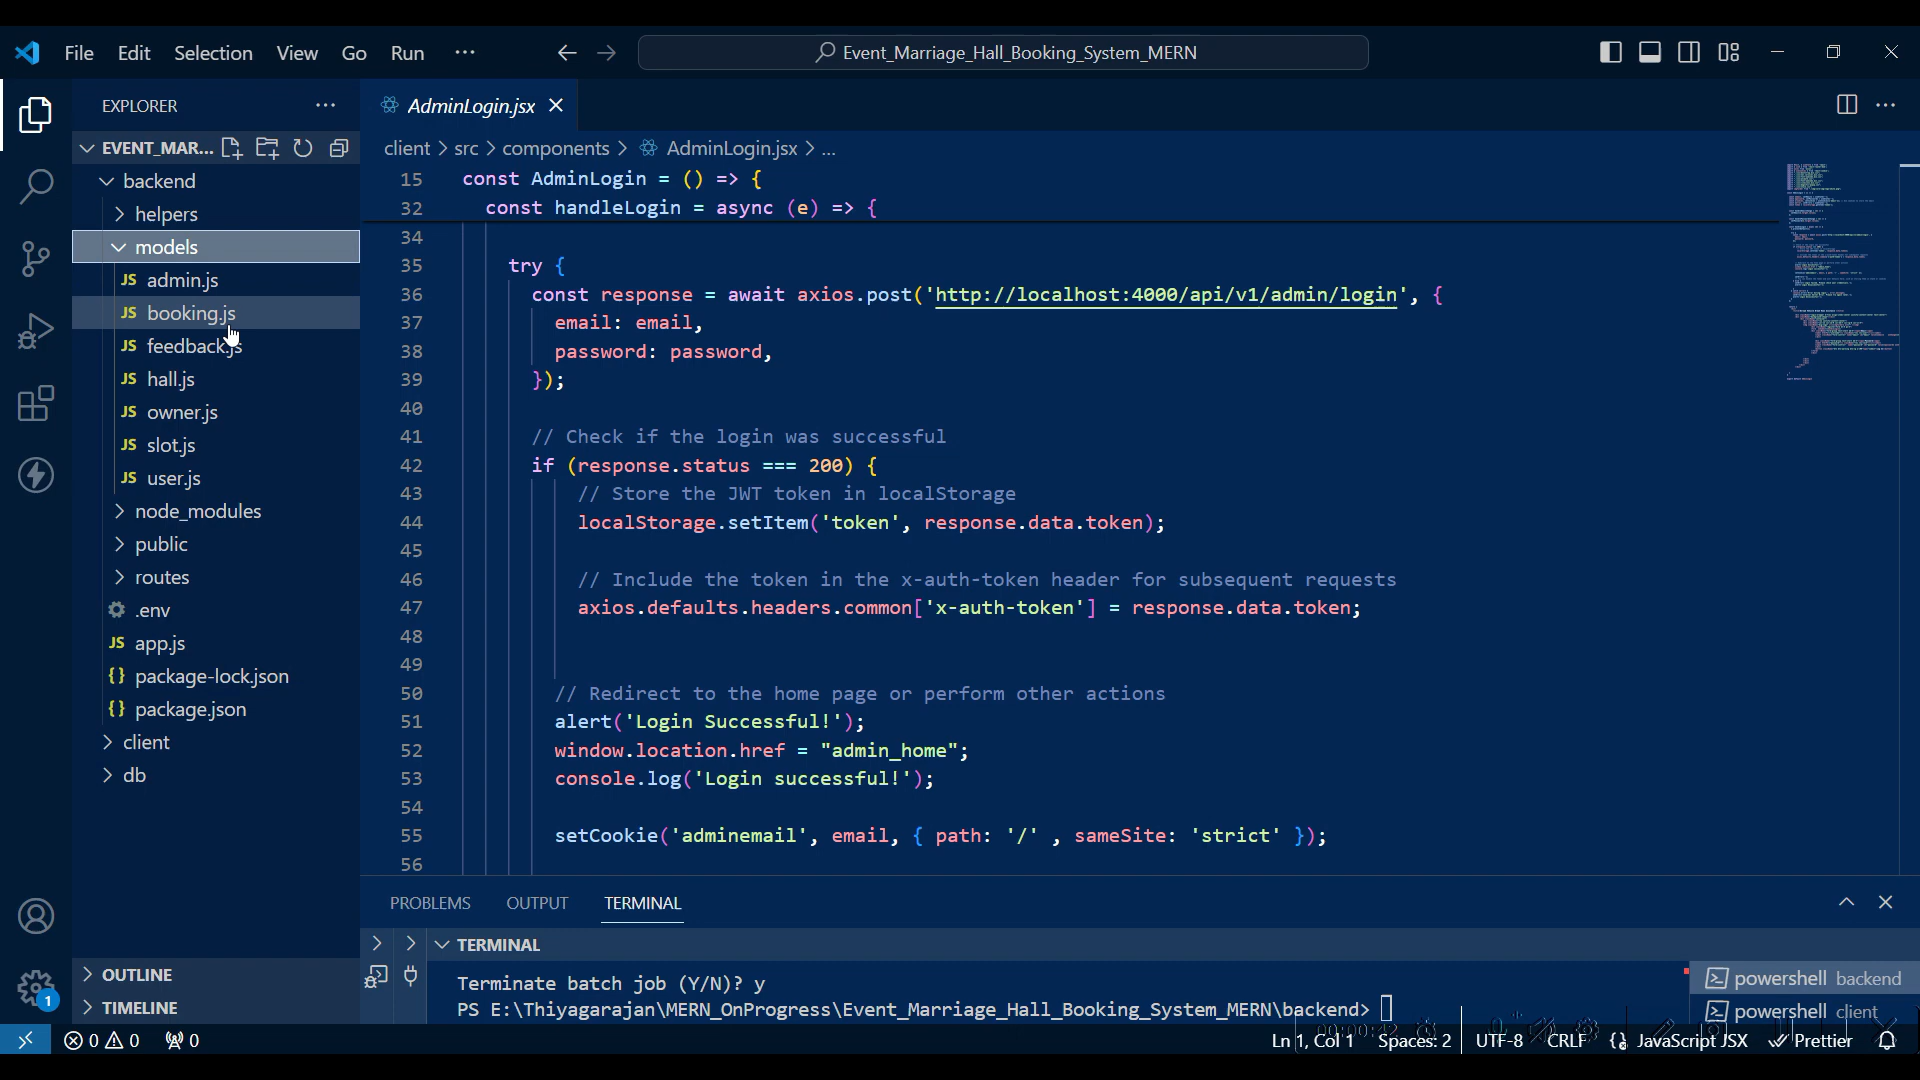 File Edit Selection View Go Run ···
Event_Marriage_Hall_Booking_System_MERN
EXPLORER
EVENT_MAR...
backend
helpers
models
JS admin.js
JS booking.js
JS feedback.js
JS hall.js
JS owner.js
JS slot.js
JS user.js
node_modules
public
routes
.env
JS app.js
{} package-lock.json
{} package.json
client
db
OUTLINE
TIMELINE
1
AdminLogin.jsx
client > src > components > AdminLogin.jsx > ...
15 const AdminLogin = () => {
32 const handleLogin = async (e) => {
34
35 try {
36 const response = await axios.post('http://localhost:4000/api/v1/admin/login', {
37 email: email,
38 password: password,
39 });
40
41 // Check if the login was successful
42 if (response.status === 200) {
43 // Store the JWT token in localStorage
44 localStorage.setItem('token', response.data.token);
45
46 // Include the token in the x-auth-token header for subsequent requests
47 axios.defaults.headers.common['x-auth-token'] = response.data.token;
48
49
50 // Redirect to the home page or perform other actions
51 alert('Login Successful!');
52 window.location.href = "admin_home";
53 console.log('Login successful!');
54
55 setCookie('adminemail', email, { path: '/' , sameSite: 'strict' });
56
PROBLEMS OUTPUT TERMINAL
TERMINAL
Terminate batch job (Y/N)? y
PS E:\Thiyagarajan\MERN_OnProgress\Event_Marriage_Hall_Booking_System_MERN\backend>
powershell backend
powershell client
0 0 0
Ln 1, Col 1 Spaces: 2 UTF-8 CRLF {} JavaScript JSX Prettier